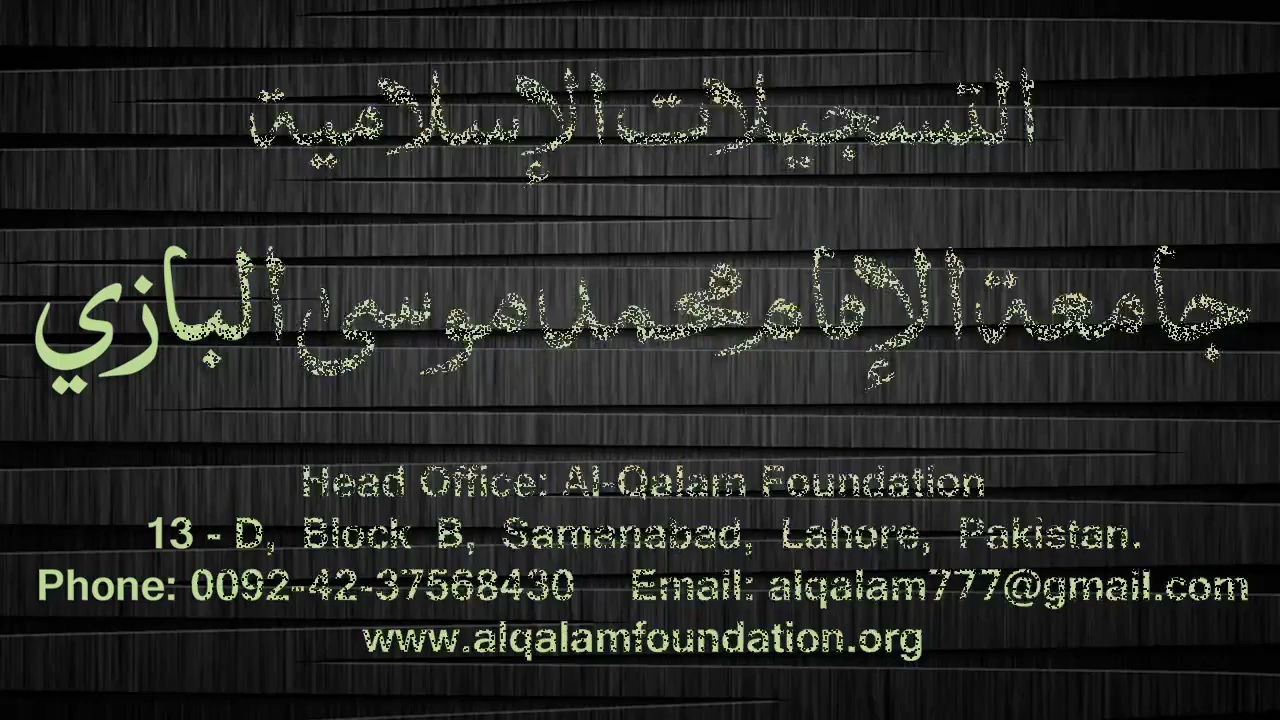 التسجيلات الإسلامية
جامعة الإمام محمد موسى البازي
Head Office: Al-Qalam Foundation
13 - D, Block B, Samanabad, Lahore, Pakistan.
Phone: 0092-42-37568430 Email: alqalam777@gmail.com
www.alqalamfoundation.org